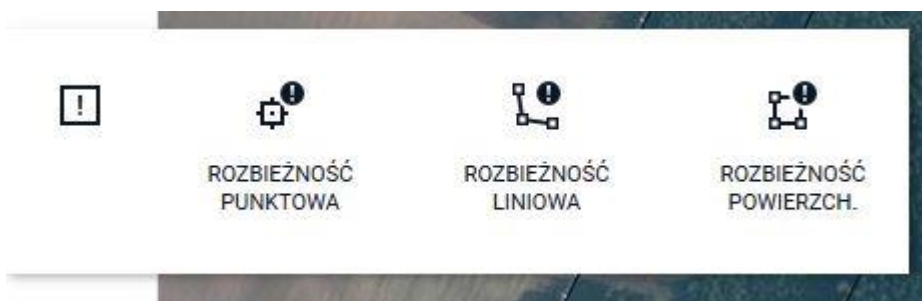 ROZBIEŻNOŚĆ
PUNKTOWA
ROZBIEŻNOŚĆ
LINIOWA
ROZBIEŻNOŚĆ
POWIERZCH.